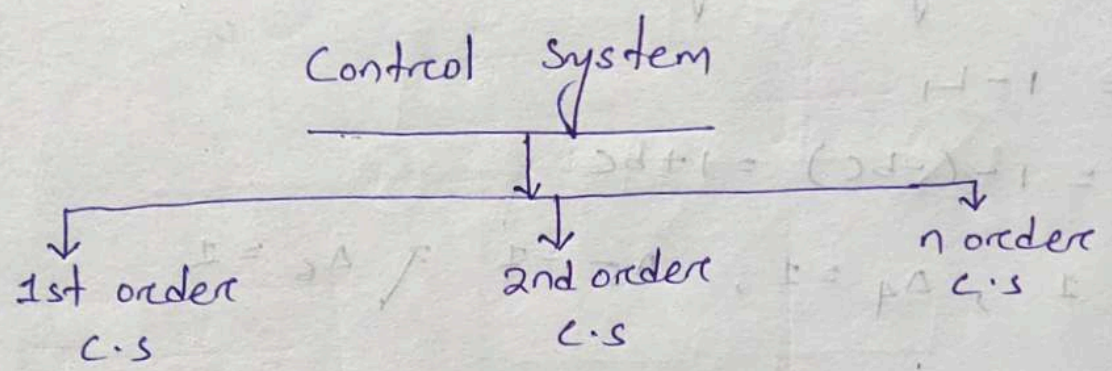 Control System
1st order
C.S
2nd order
C.S
n order
C.S